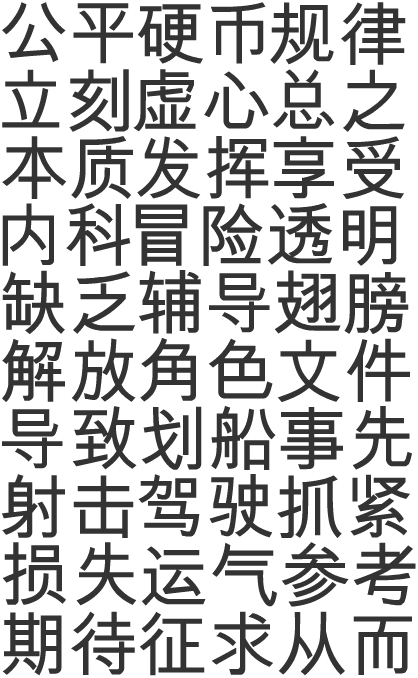 公平硬币规律
立刻虚心总之
本质发挥享受
内科冒险透明
缺乏辅导翅膀
解放角色文件
导致划船事先
射击驾驶抓紧
损失运气参考
期待征求从而